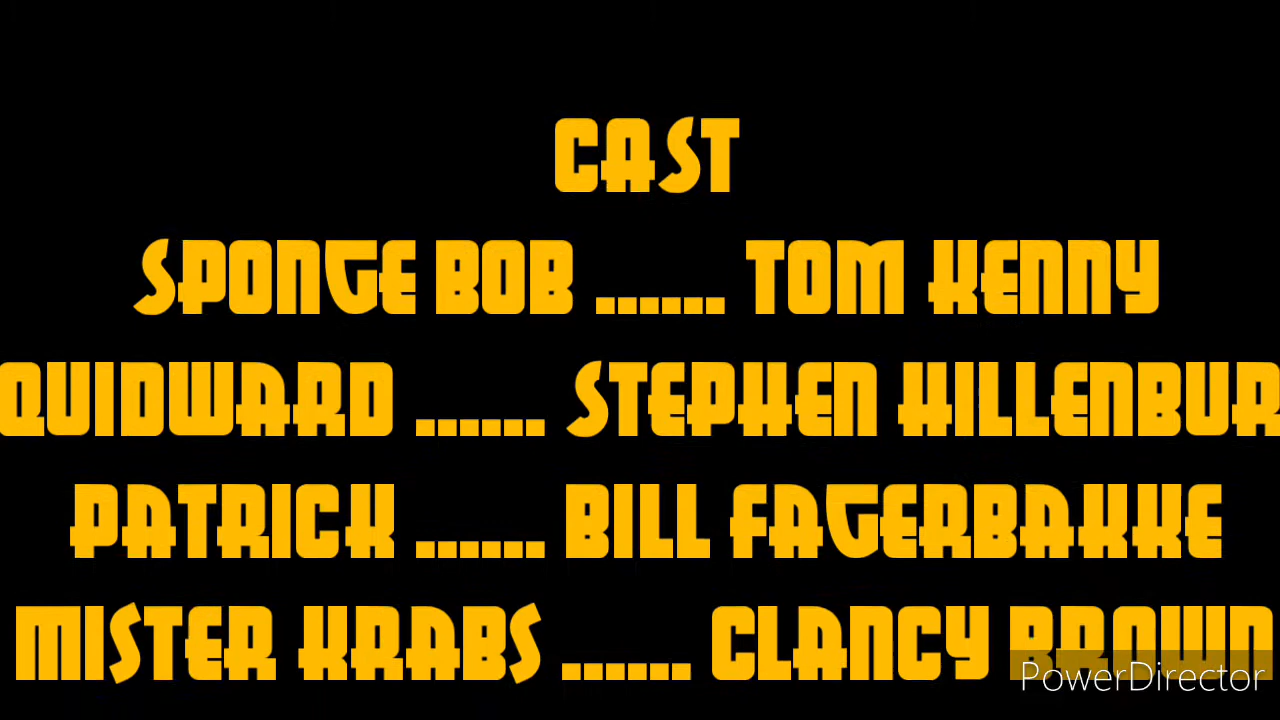 CAST
SPONGE BOB ...... TOM KENNY
QUIDWARD ...... STEPHEN HILLENBUR
PATRICK ...... BILL FAGERBAKKE
MISTER KRABS ...... CLANCY BROWN
PowerDirector